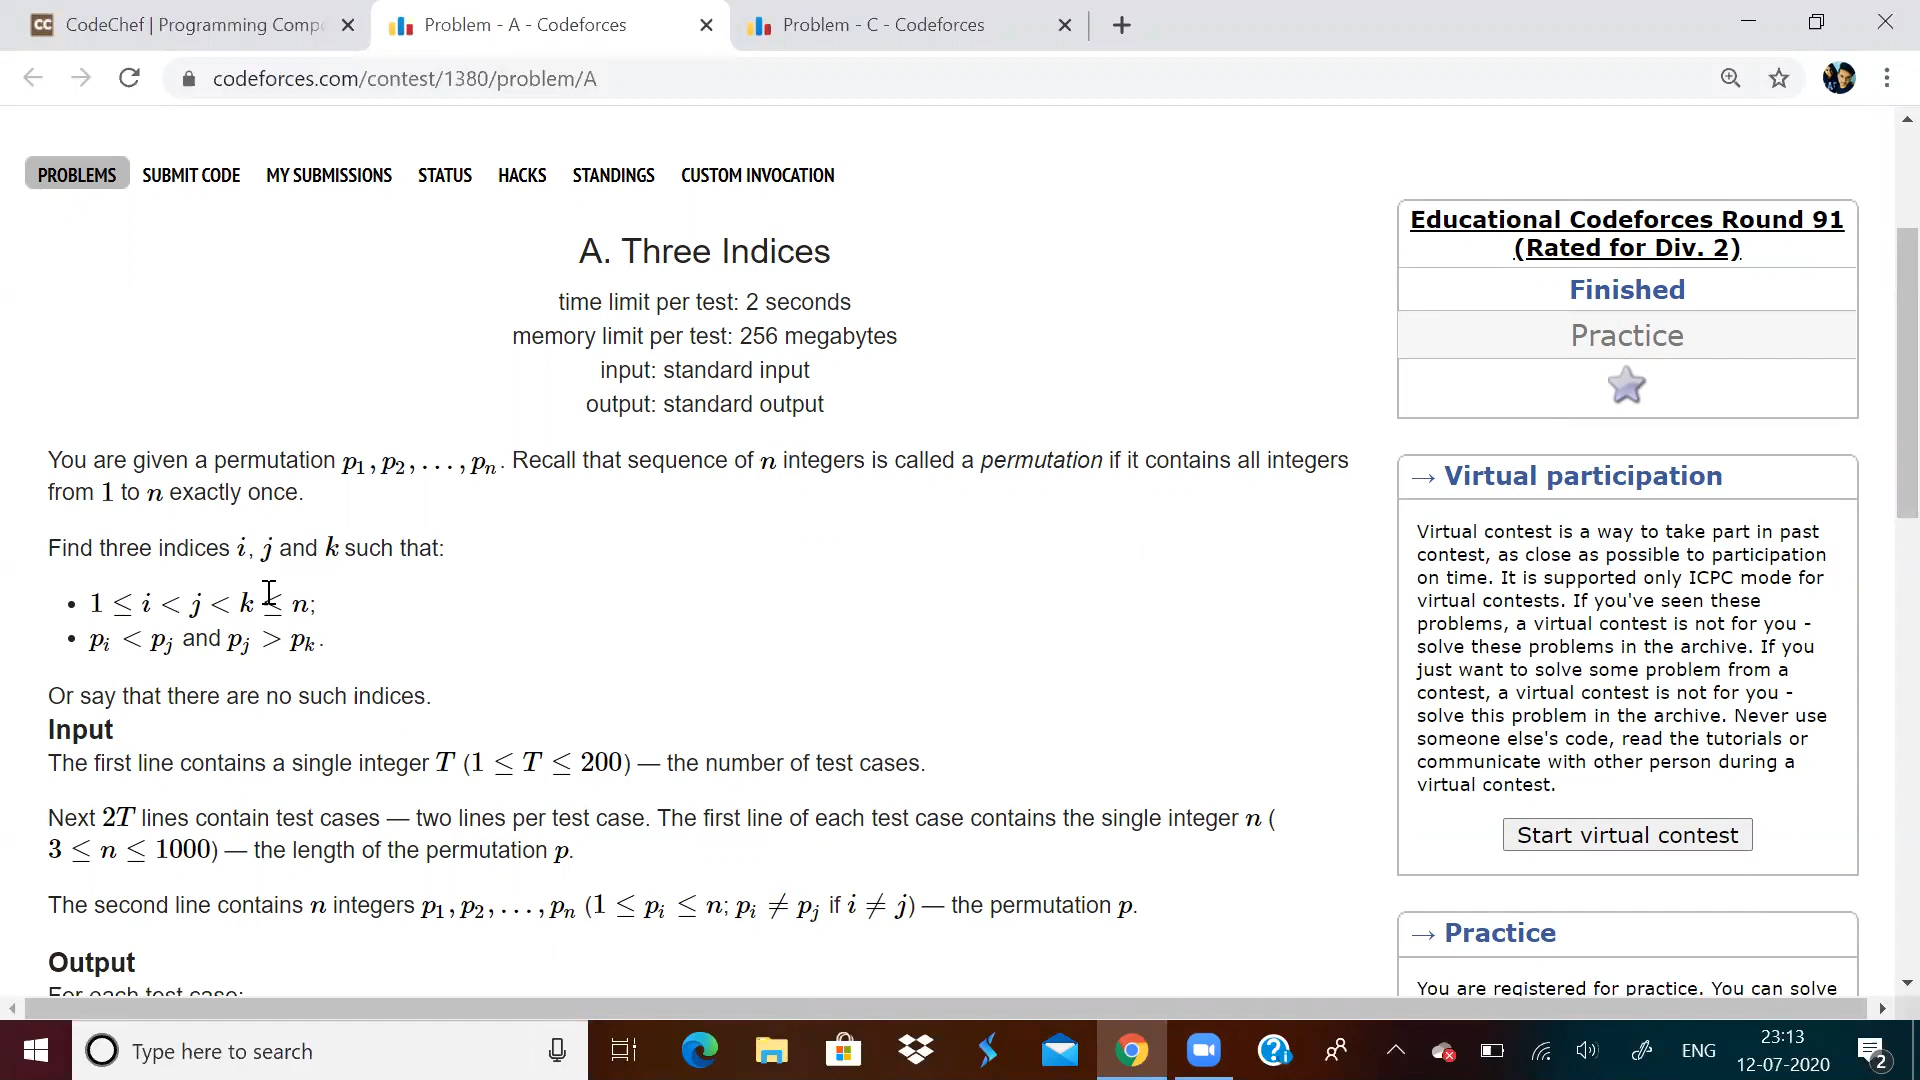 CodeChef | Programming Comp
Problem - A - Codeforces
Problem - C - Codeforces
codeforces.com/contest/1380/problem/A
PROBLEMS SUBMIT CODE MY SUBMISSIONS STATUS HACKS STANDINGS CUSTOM INVOCATION
A. Three Indices
time limit per test: 2 seconds
memory limit per test: 256 megabytes
input: standard input
output: standard output
You are given a permutation p₁, p₂, …, pₙ. Recall that sequence of n integers is called a permutation if it contains all integers
from 1 to n exactly once.
Find three indices i, j and k such that:
• 1 ≤ i < j < k ≤ n;
• pᵢ < pⱼ and pⱼ > pₖ.
Or say that there are no such indices.
Input
The first line contains a single integer T (1 ≤ T ≤ 200) — the number of test cases.
Next 2T lines contain test cases — two lines per test case. The first line of each test case contains the single integer n (
3 ≤ n ≤ 1000) — the length of the permutation p.
The second line contains n integers p₁, p₂, …, pₙ (1 ≤ pᵢ ≤ n; pᵢ ≠ pⱼ if i ≠ j) — the permutation p.
Output
For each test case:
Educational Codeforces Round 91
(Rated for Div. 2)
Finished
Practice
→ Virtual participation
Virtual contest is a way to take part in past
contest, as close as possible to participation
on time. It is supported only ICPC mode for
virtual contests. If you've seen these
problems, a virtual contest is not for you -
solve these problems in the archive. If you
just want to solve some problem from a
contest, a virtual contest is not for you -
solve this problem in the archive. Never use
someone else's code, read the tutorials or
communicate with other person during a
virtual contest.
Start virtual contest
→ Practice
You are registered for practice. You can solve
Type here to search
ENG
23:13
12-07-2020
2